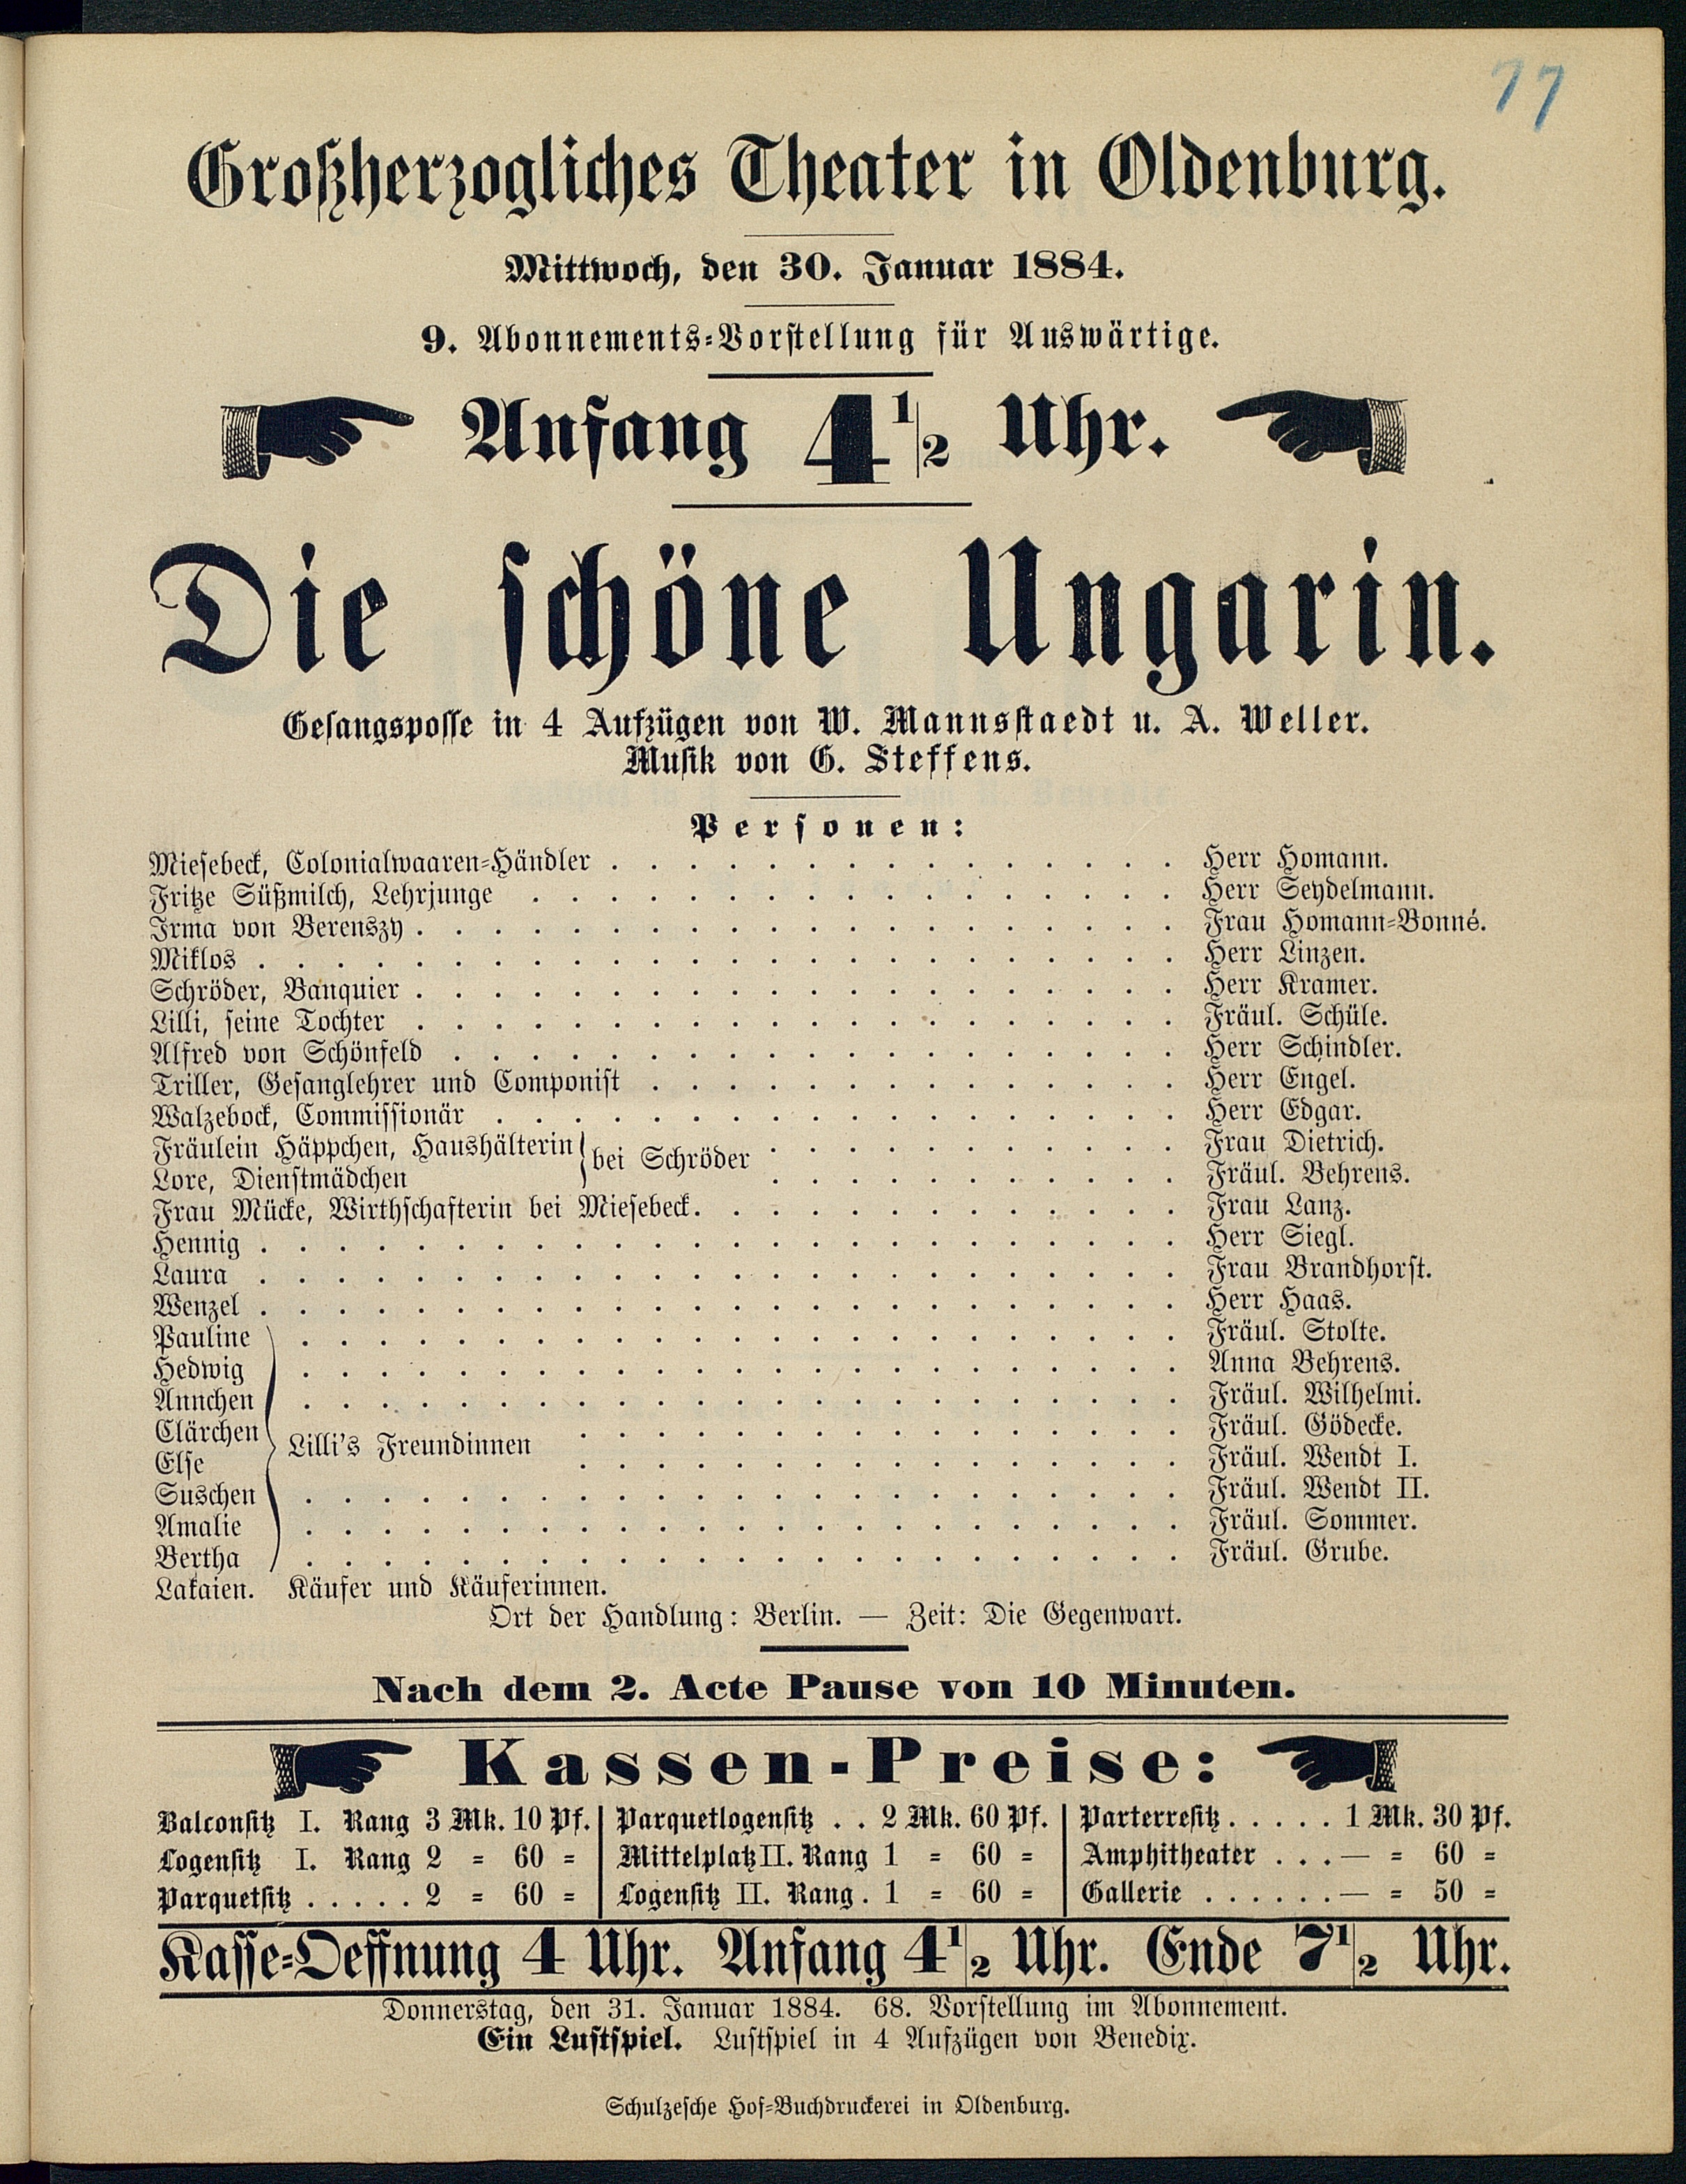 77
Großherzogliches Theater in Oldenburg.
Mittwoch, den 30. Januar 1884.
9. Abonnements-Vorstellung für Auswärtige.
Anfang 4 1/2 Uhr.
Die schöne Ungarin.
Gesangsposse in 4 Aufzügen von W. Mannsstaedt u. A. Weller.
Musik von G. Steffens.
Personen:
Miesebeck, Colonialwaaren-Händler . . . . . . . . . . . . . . . Herr Homann.
Fritze Süßmilch, Lehrjunge . . . . . . . . . . . . . . . . . Herr Seydelmann.
Irma von Berenszy . . . . . . . . . . . . . . . . . . . . Frau Homann-Bonné.
Miklos . . . . . . . . . . . . . . . . . . . . . . . . Herr Linzen.
Schröder, Banquier . . . . . . . . . . . . . . . . . . . . Herr Kramer.
Lilli, seine Tochter . . . . . . . . . . . . . . . . . . . . Fräul. Schüle.
Alfred von Schönfeld . . . . . . . . . . . . . . . . . . . Herr Schindler.
Triller, Gesanglehrer und Componist . . . . . . . . . . . . . . Herr Engel.
Walzebock, Commissionär . . . . . . . . . . . . . . . . . . Herr Edgar.
Fräulein Häppchen, Haushälterin } bei Schröder . . . . . . . . . . . Frau Dietrich.
Lore, Dienstmädchen . . . . . . . . . . . Fräul. Behrens.
Frau Mücke, Wirthschafterin bei Miesebeck . . . . . . . . . . . . . Frau Lanz.
Hennig . . . . . . . . . . . . . . . . . . . . . . . . Herr Siegl.
Laura . . . . . . . . . . . . . . . . . . . . . . . . Frau Brandhorst.
Wenzel . . . . . . . . . . . . . . . . . . . . . . . . Herr Haas.
Pauline . . . . . . . . . . . . . . . . . . . . . . . Fräul. Stolte.
Hedwig . . . . . . . . . . . . . . . . . . . . . . . Anna Behrens.
Annchen . . . . . . . . . . . . . . . . . . . . . . . Fräul. Wilhelmi.
Clärchen . . . . . . . . . . . . . . . . Fräul. Gödecke.
Lilli's Freundinnen
Else . . . . . . . . . . . . . . . . Fräul. Wendt I.
Suschen . . . . . . . . . . . . . . . . . . . . . . . Fräul. Wendt II.
Amalie . . . . . . . . . . . . . . . . . . . . . . . Fräul. Sommer.
Bertha . . . . . . . . . . . . . . . . . . . . . . . Fräul. Grube.
Lakaien. Käufer und Käuferinnen.
Ort der Handlung: Berlin. — Zeit: Die Gegenwart.
Nach dem 2. Acte Pause von 10 Minuten.
Kassen-Preise:
Balconsitz I. Rang 3 Mk. 10 Pf. | Parquetlogensitz . . 2 Mk. 60 Pf. | Parterresitz . . . . . 1 Mk. 30 Pf.
Logensitz I. Rang 2 = 60 = | Mittelplatz II. Rang 1 = 60 = | Amphitheater . . . — = 60 =
Parquetsitz . . . . . 2 = 60 = | Logensitz II. Rang . 1 = 60 = | Gallerie . . . . . . — = 50 =
Kasse-Oeffnung 4 Uhr. Anfang 4 1/2 Uhr. Ende 7 1/2 Uhr.
Donnerstag, den 31. Januar 1884. 68. Vorstellung im Abonnement.
Ein Lustspiel. Lustspiel in 4 Aufzügen von Benedix.
Schulzesche Hof-Buchdruckerei in Oldenburg.